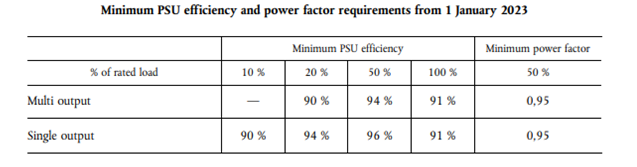 Minimum PSU efficiency and power factor requirements from 1 January 2023
Minimum PSU efficiency Minimum power factor
% of rated load 10 % 20 % 50 % 100 % 50 %
Multi output — 90 % 94 % 91 % 0,95
Single output 90 % 94 % 96 % 91 % 0,95